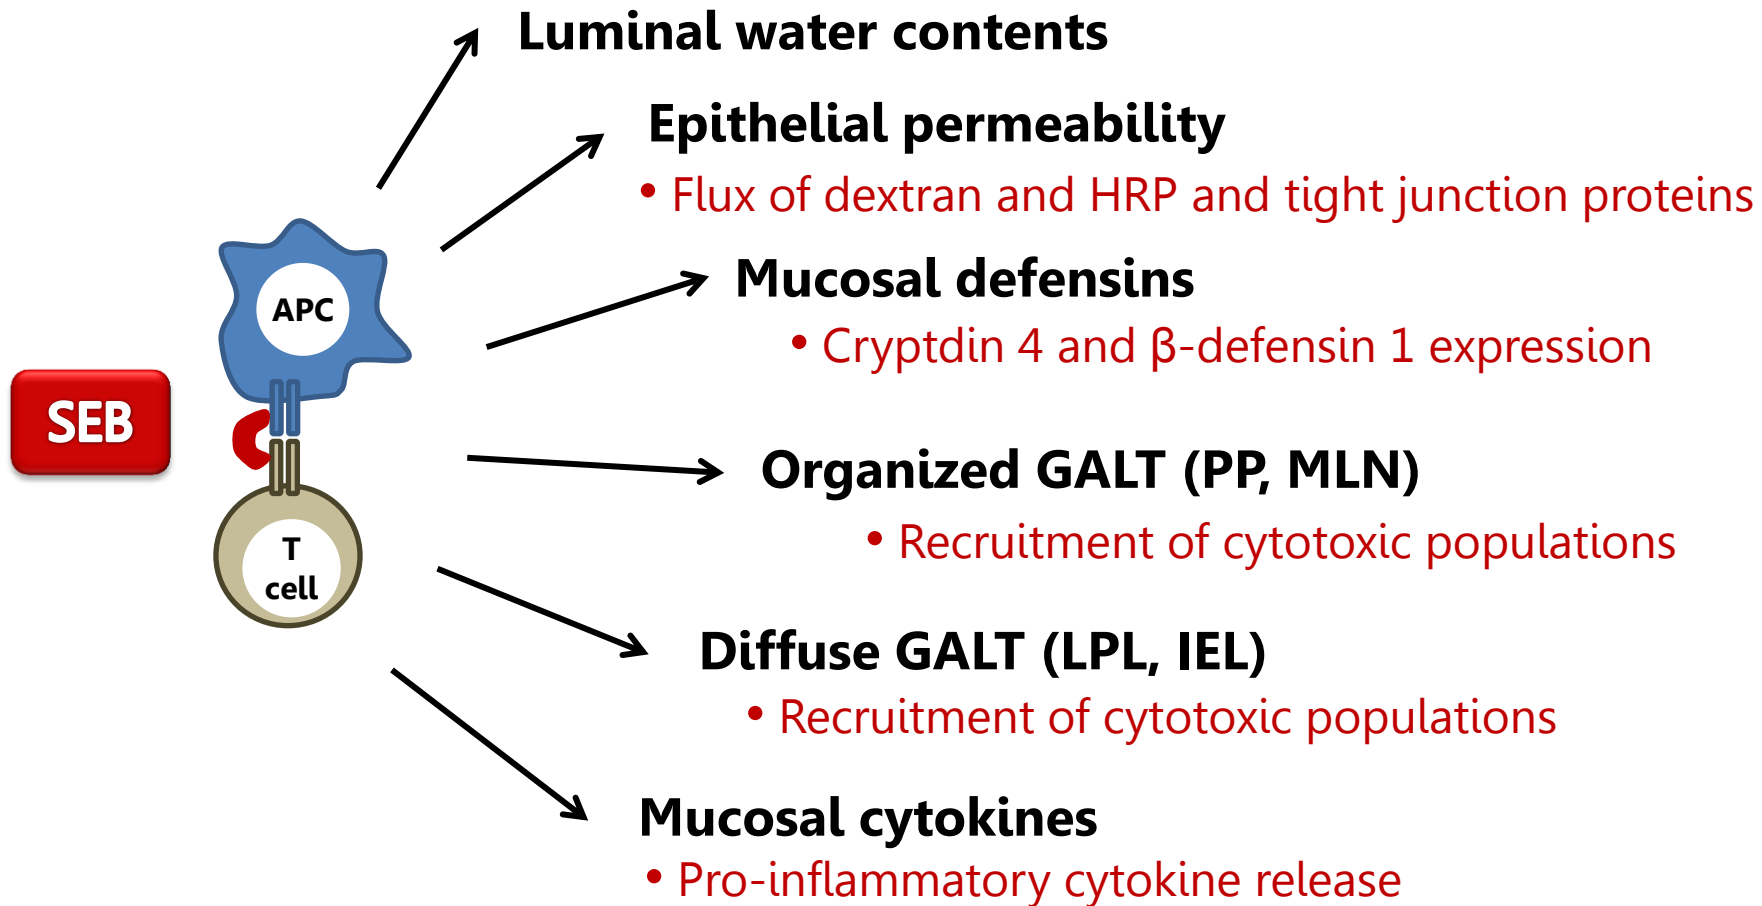 Luminal water contents
Epithelial permeability
• Flux of dextran and HRP and tight junction proteins
Mucosal defensins
• Cryptdin 4 and β-defensin 1 expression
APC
SEB
Organized GALT (PP, MLN)
• Recruitment of cytotoxic populations
T
cell
Diffuse GALT (LPL, IEL)
• Recruitment of cytotoxic populations
Mucosal cytokines
• Pro-inflammatory cytokine release